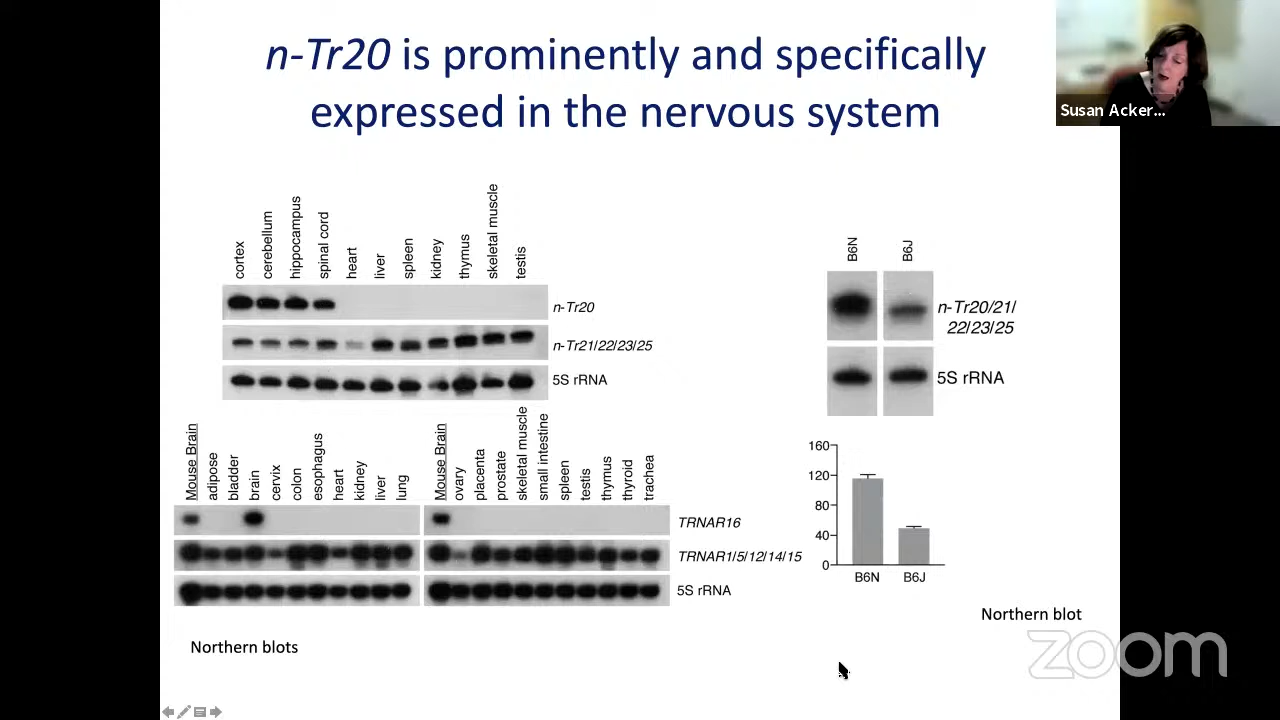 n-Tr20 is prominently and specifically
expressed in the nervous system
Susan Acker...
cortex
cerebellum
hippocampus
spinal cord
heart
liver
spleen
kidney
thymus
skeletal muscle
testis
n-Tr20
n-Tr21/22/23/25
5S rRNA
Mouse Brain
adipose
bladder
brain
cervix
colon
esophagus
heart
kidney
liver
lung
Mouse Brain
ovary
placenta
prostate
skeletal muscle
small intestine
spleen
testis
thymus
thyroid
trachea
TRNAR16
TRNAR1/5/12/14/15
5S rRNA
Northern blots
B6N
B6J
n-Tr20/21/
22/23/25
5S rRNA
160
120
80
40
0
B6N
B6J
Northern blot
zoom